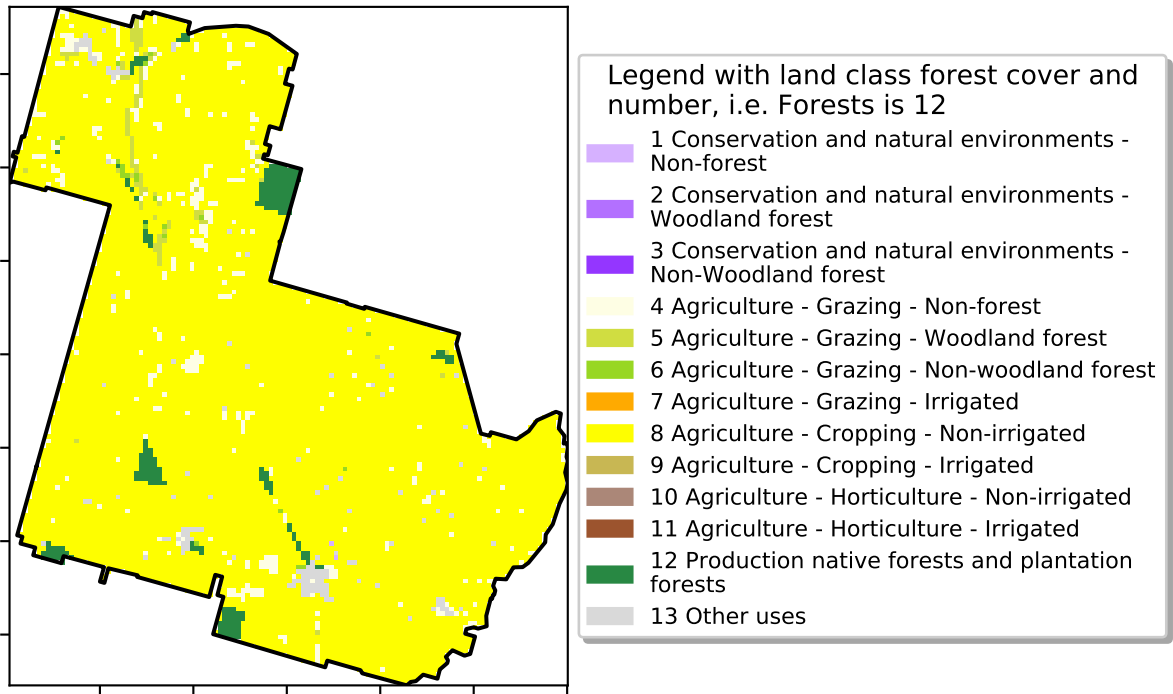 Legend with land class forest cover and
number, i.e. Forests is 12
1 Conservation and natural environments -
Non-forest
2 Conservation and natural environments -
Woodland forest
3 Conservation and natural environments -
Non-Woodland forest
4 Agriculture - Grazing - Non-forest
5 Agriculture - Grazing - Woodland forest
6 Agriculture - Grazing - Non-woodland forest
7 Agriculture - Grazing - Irrigated
8 Agriculture - Cropping - Non-irrigated
9 Agriculture - Cropping - Irrigated
10 Agriculture - Horticulture - Non-irrigated
11 Agriculture - Horticulture - Irrigated
12 Production native forests and plantation
forests
13 Other uses